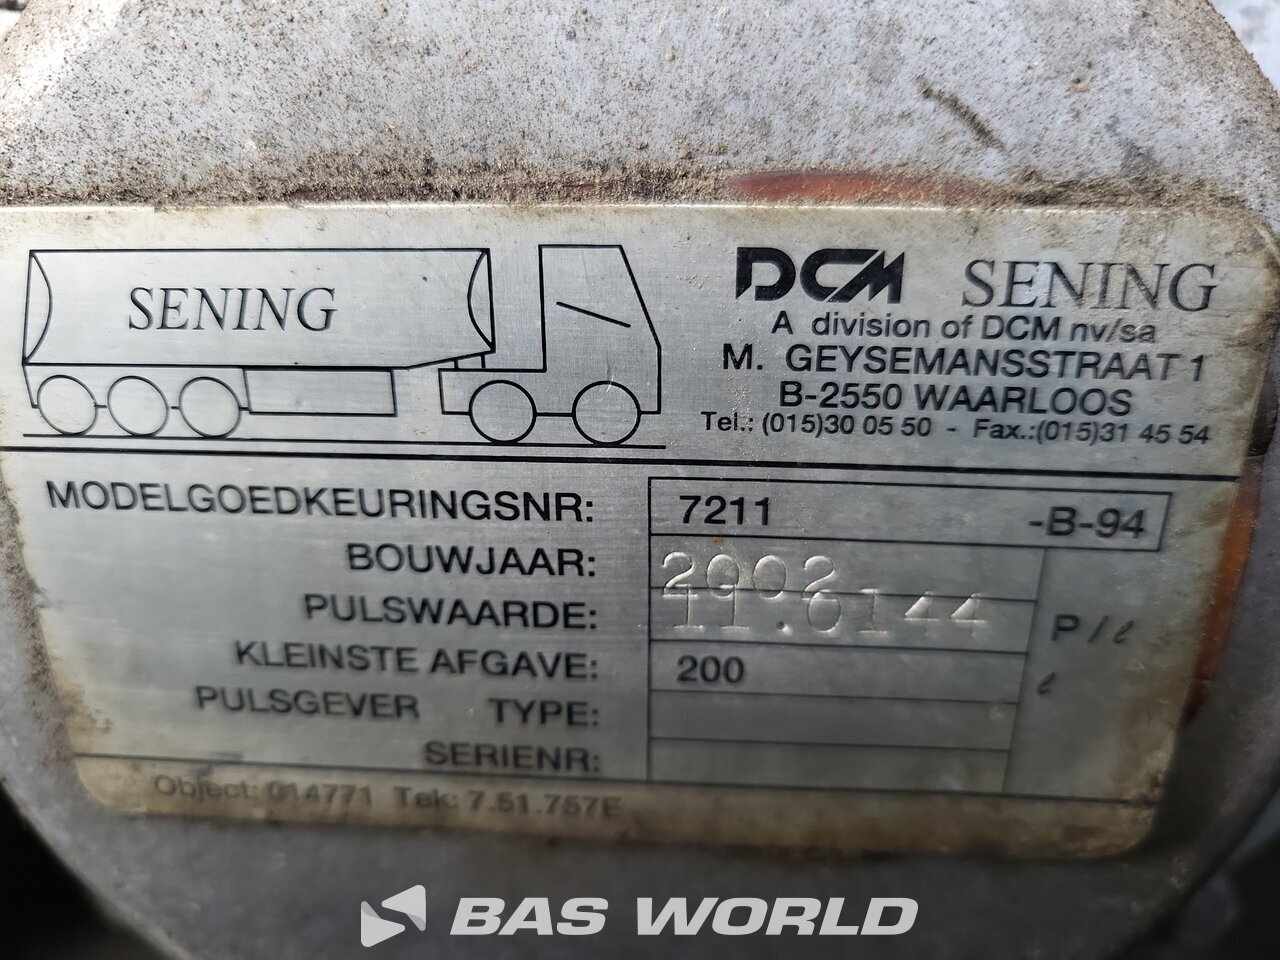 SENING
DCM SENING
A division of DCM nv/sa
M. GEYSEMANSSTRAAT 1
B-2550 WAARLOOS
Tel.: (015)30 05 50 - Fax.:(015)31 45 54
MODELGOEDKEURINGSNR: 7211 -B-94
BOUWJAAR: 2002
PULSWAARDE: 11.0144 P/ℓ
KLEINSTE AFGAVE: 200 ℓ
PULSGEVER TYPE:
SERIENR:
Object: 014771 Tek: 7.51.757E
BAS WORLD